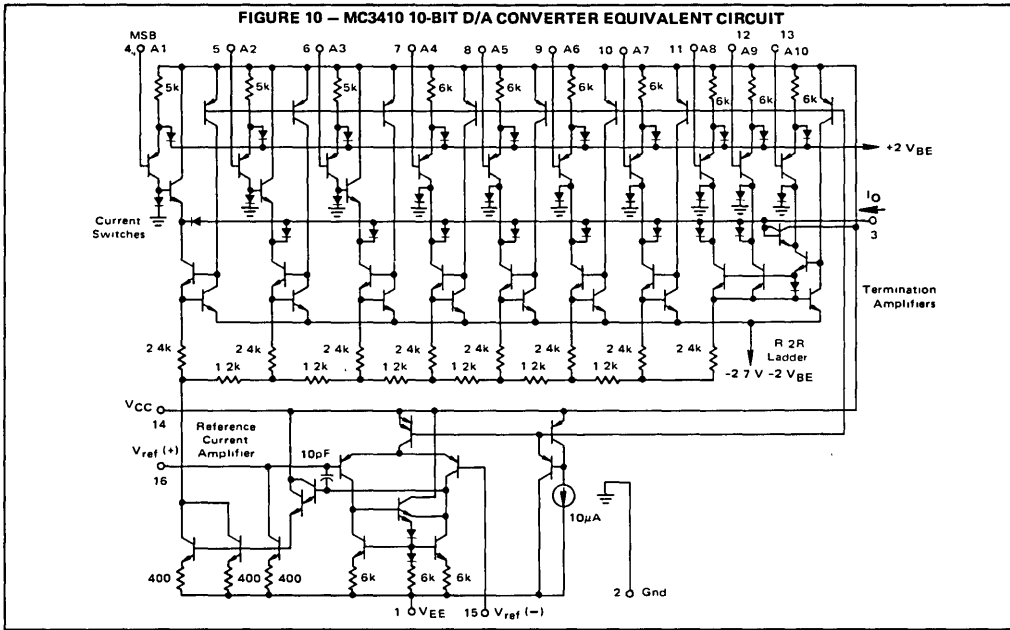 FIGURE 10 – MC3410 10-BIT D/A CONVERTER EQUIVALENT CIRCUIT
MSB
4 A1
5 A2
6 A3
7 A4
8 A5
9 A6
10 A7
11 A8
12 A9
13 A10
5k 5k 5k 6k 6k 6k 6k 6k 6k 6k
+2 VBE
IO
3
Current
Switches
Termination
Amplifiers
2 4k 2 4k 2 4k 2 4k 2 4k 2 4k 2 4k 2 4k
1 2k 1 2k 1 2k 1 2k 1 2k 1 2k
R 2R
Ladder
-2 7 V -2 VBE
VCC
14
Reference
Current
Amplifier
Vref (+)
16
10pF
10μA
400 400 400 6k 6k 6k
1 VEE
15 Vref (-)
2 Gnd